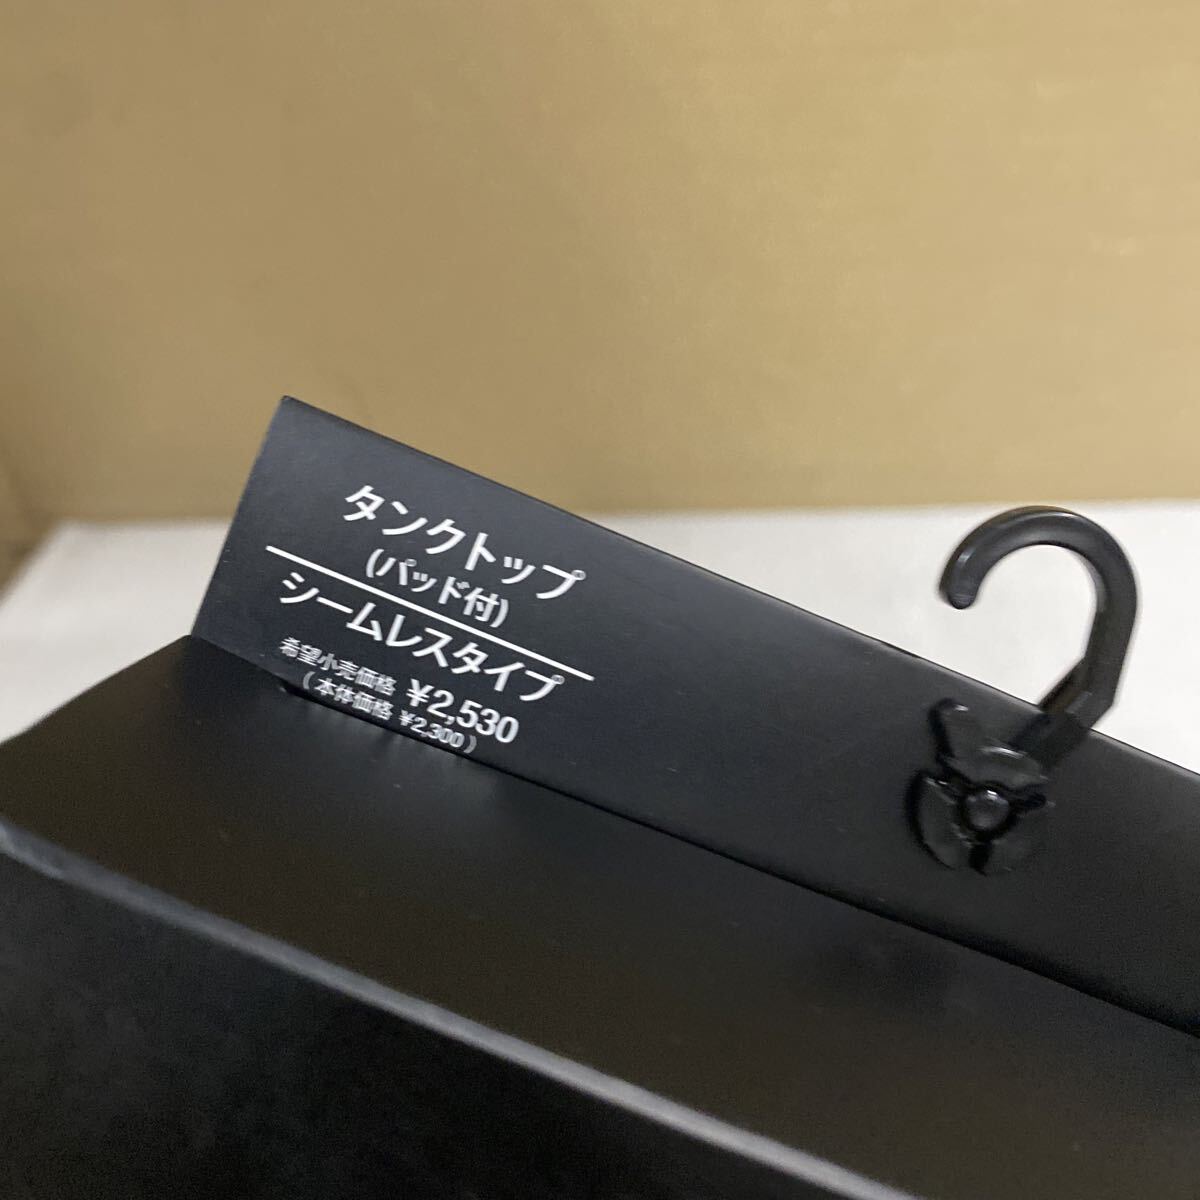 タンクトップ
(パッド付)
シームレスタイプ
希望小売価格 ¥2,530
(本体価格 ¥2,300)